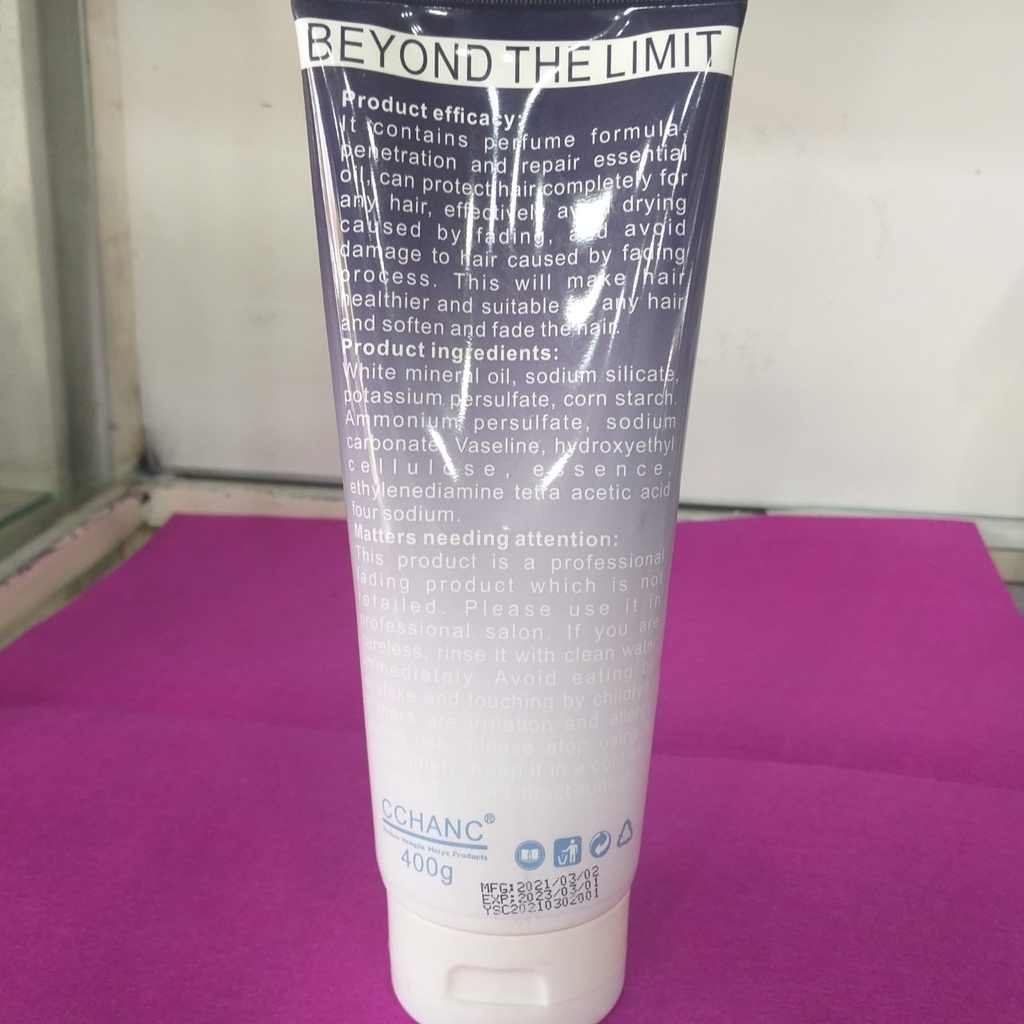 BEYOND THE LIMIT
Product efficacy:
It contains perfume formula,
penetration and repair essential
oil, can protect hair completely for
any hair, effectively avoid drying
caused by fading, and avoid
damage to hair caused by fading
process. This will make hair
healthier and suitable for any hair
and soften and fade the hair.
Product ingredients:
White mineral oil, sodium silicate,
potassium persulfate, corn starch.
Ammonium persulfate, sodium
carbonate, Vaseline, hydroxyethyl
cellulose, essence,
ethylenediamine tetra acetic acid
four sodium.
Matters needing attention:
This product is a professional
fading product which is not
retailed. Please use it in
professional salon. If you are
careless, rinse it with clean water
immediately. Avoid eating by
mistake and touching by children
there are irritation and
use, please stop using
Keep it in a cool
avoid direct
CCHANC®
Products
400g
MFG:2021/03/02
EXP:2023/03/01
YSC20210302001